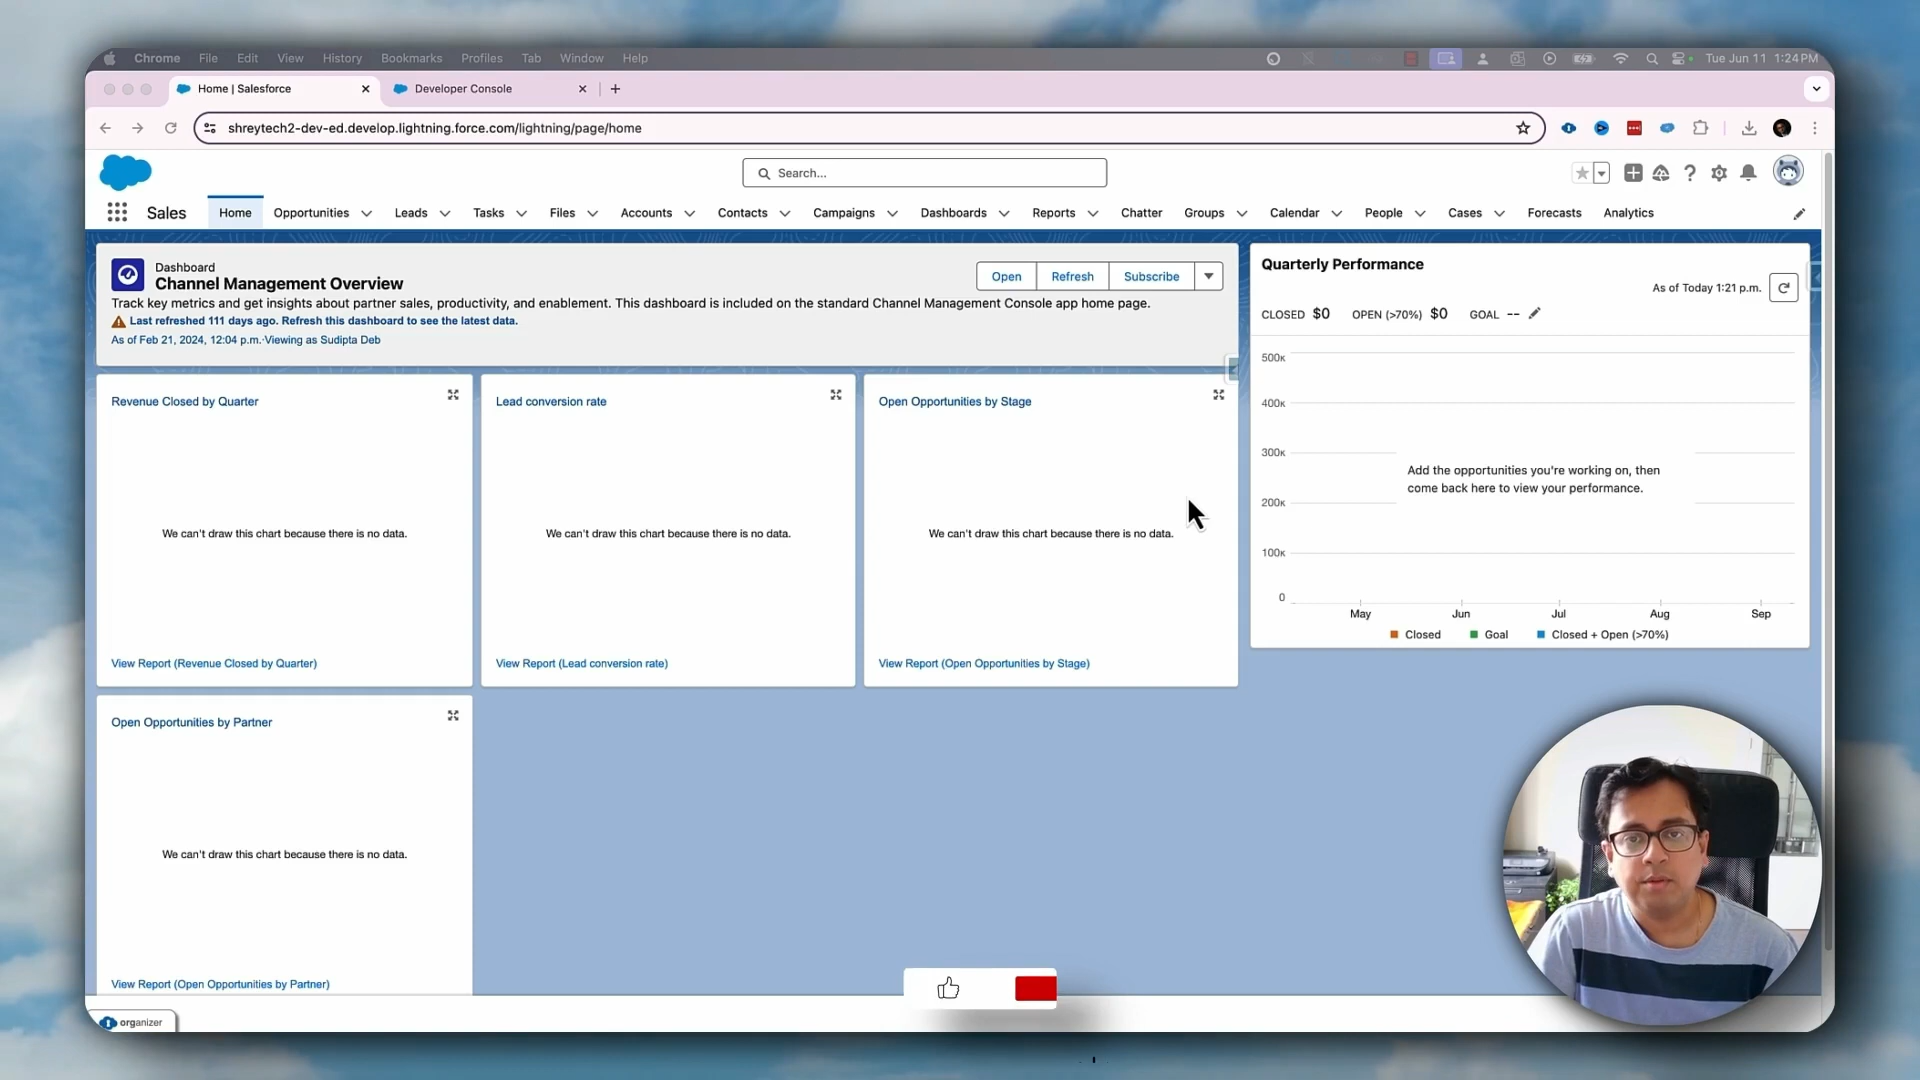 Chrome File Edit View History Bookmarks Profiles Tab Window Help Tue Jun 11 1:24 PM
Home | Salesforce
Developer Console
shreytech2-dev-ed.develop.lightning.force.com/lightning/page/home
Search...
Sales Home Opportunities Leads Tasks Files Accounts Contacts Campaigns Dashboards Reports Chatter Groups Calendar People Cases Forecasts Analytics
Dashboard
Channel Management Overview
Open Refresh Subscribe
Track key metrics and get insights about partner sales, productivity, and enablement. This dashboard is included on the standard Channel Management Console app home page.
Last refreshed 111 days ago. Refresh this dashboard to see the latest data.
As of Feb 21, 2024, 12:04 p.m.·Viewing as Sudipta Deb
Quarterly Performance
As of Today 1:21 p.m.
CLOSED $0 OPEN (>70%) $0 GOAL --
500K
400K
300K
200K
100K
0
Add the opportunities you're working on, then
come back here to view your performance.
May Jun Jul Aug Sep
Closed Goal Closed + Open (>70%)
Revenue Closed by Quarter
We can't draw this chart because there is no data.
View Report (Revenue Closed by Quarter)
Lead conversion rate
We can't draw this chart because there is no data.
View Report (Lead conversion rate)
Open Opportunities by Stage
We can't draw this chart because there is no data.
View Report (Open Opportunities by Stage)
Open Opportunities by Partner
We can't draw this chart because there is no data.
View Report (Open Opportunities by Partner)
organizer